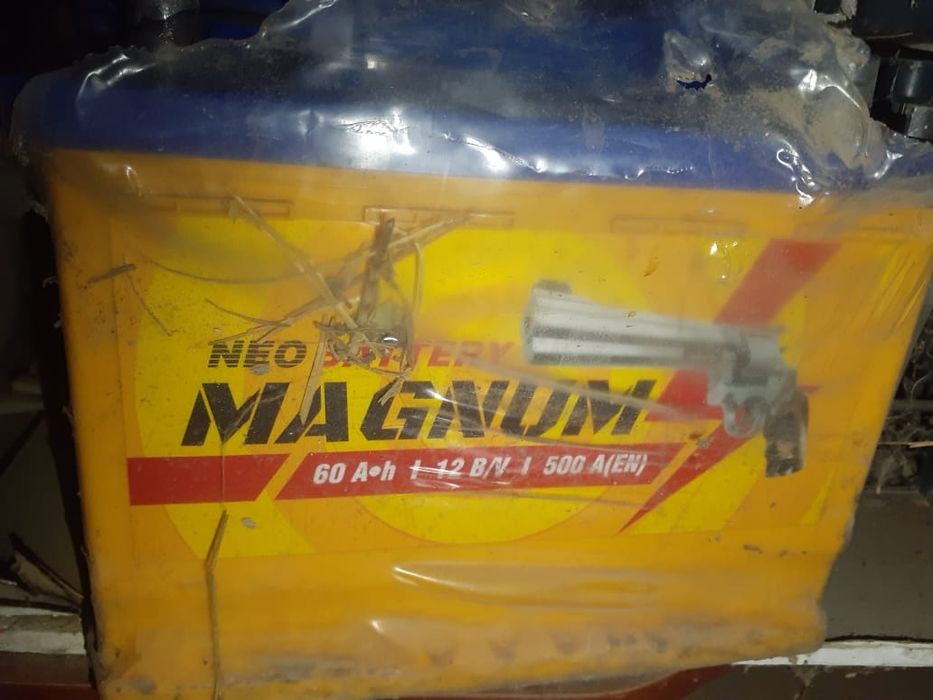 NEO BATTERY
MAGNUM
60 А•h | 12 В/V | 500 A(EN)